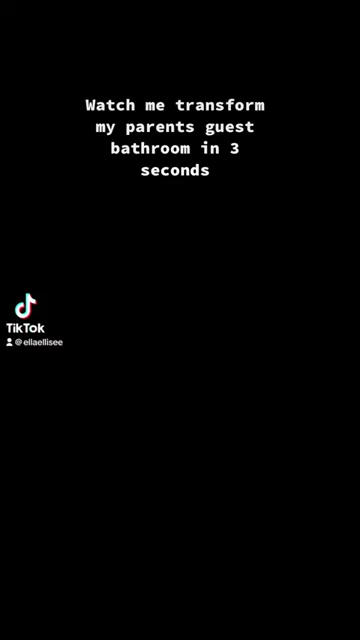 Watch me transform
my parents guest
bathroom in 3
seconds
TikTok
@ellaellisee